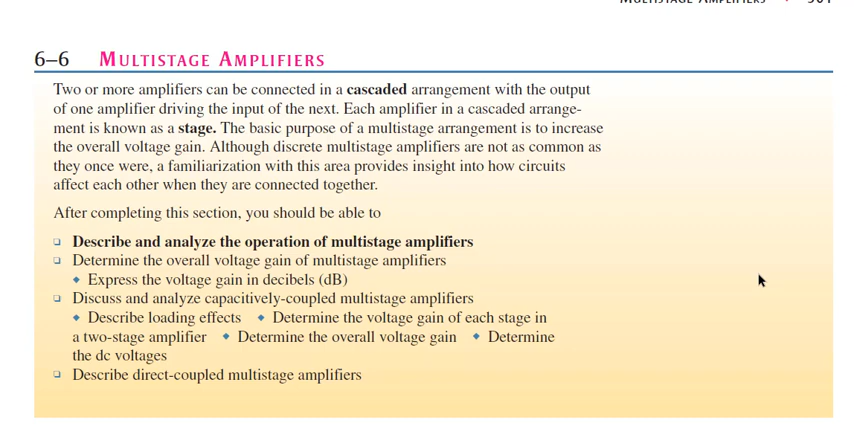 MULTISTAGE AMPLIFIERS
6–6 MULTISTAGE AMPLIFIERS
Two or more amplifiers can be connected in a cascaded arrangement with the output
of one amplifier driving the input of the next. Each amplifier in a cascaded arrange-
ment is known as a stage. The basic purpose of a multistage arrangement is to increase
the overall voltage gain. Although discrete multistage amplifiers are not as common as
they once were, a familiarization with this area provides insight into how circuits
affect each other when they are connected together.
After completing this section, you should be able to
❏ Describe and analyze the operation of multistage amplifiers
❏ Determine the overall voltage gain of multistage amplifiers
◆ Express the voltage gain in decibels (dB)
❏ Discuss and analyze capacitively-coupled multistage amplifiers
◆ Describe loading effects ◆ Determine the voltage gain of each stage in
a two-stage amplifier ◆ Determine the overall voltage gain ◆ Determine
the dc voltages
❏ Describe direct-coupled multistage amplifiers